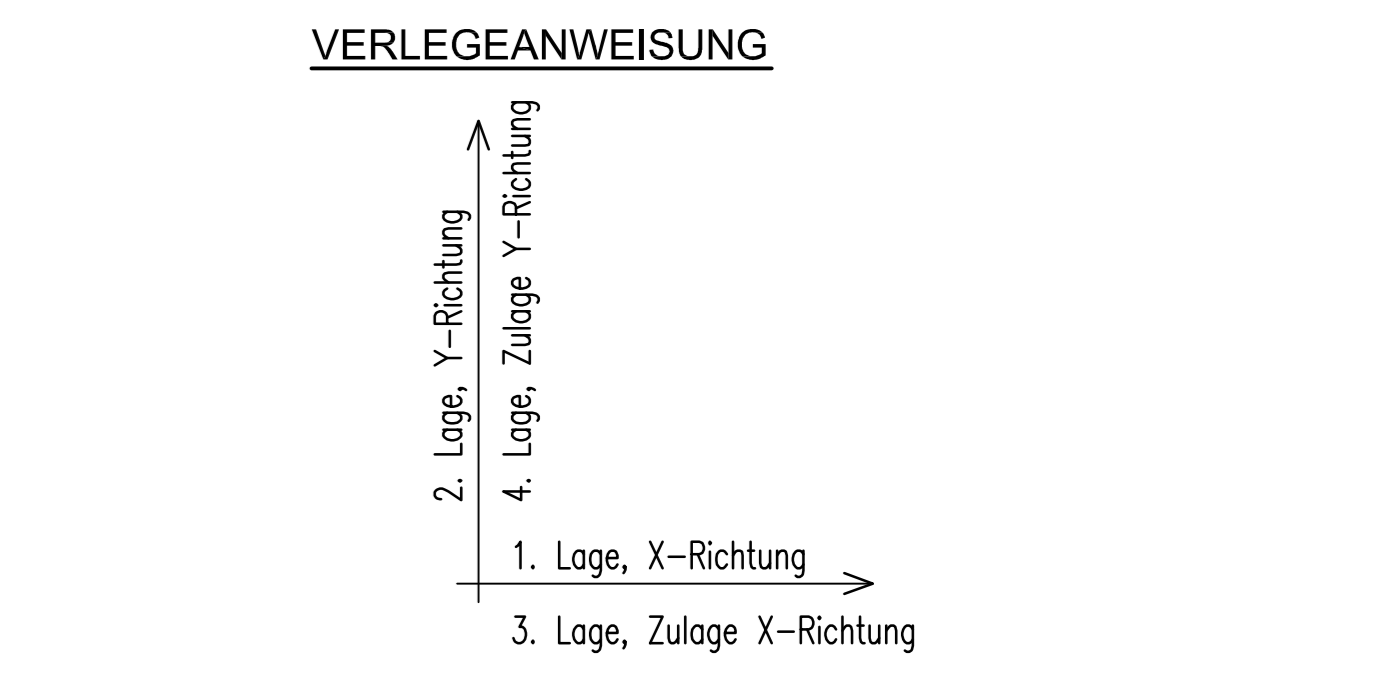 VERLEGEANWEISUNG
2. Lage, Y-Richtung
4. Lage, Zulage Y-Richtung
1. Lage, X-Richtung
3. Lage, Zulage X-Richtung